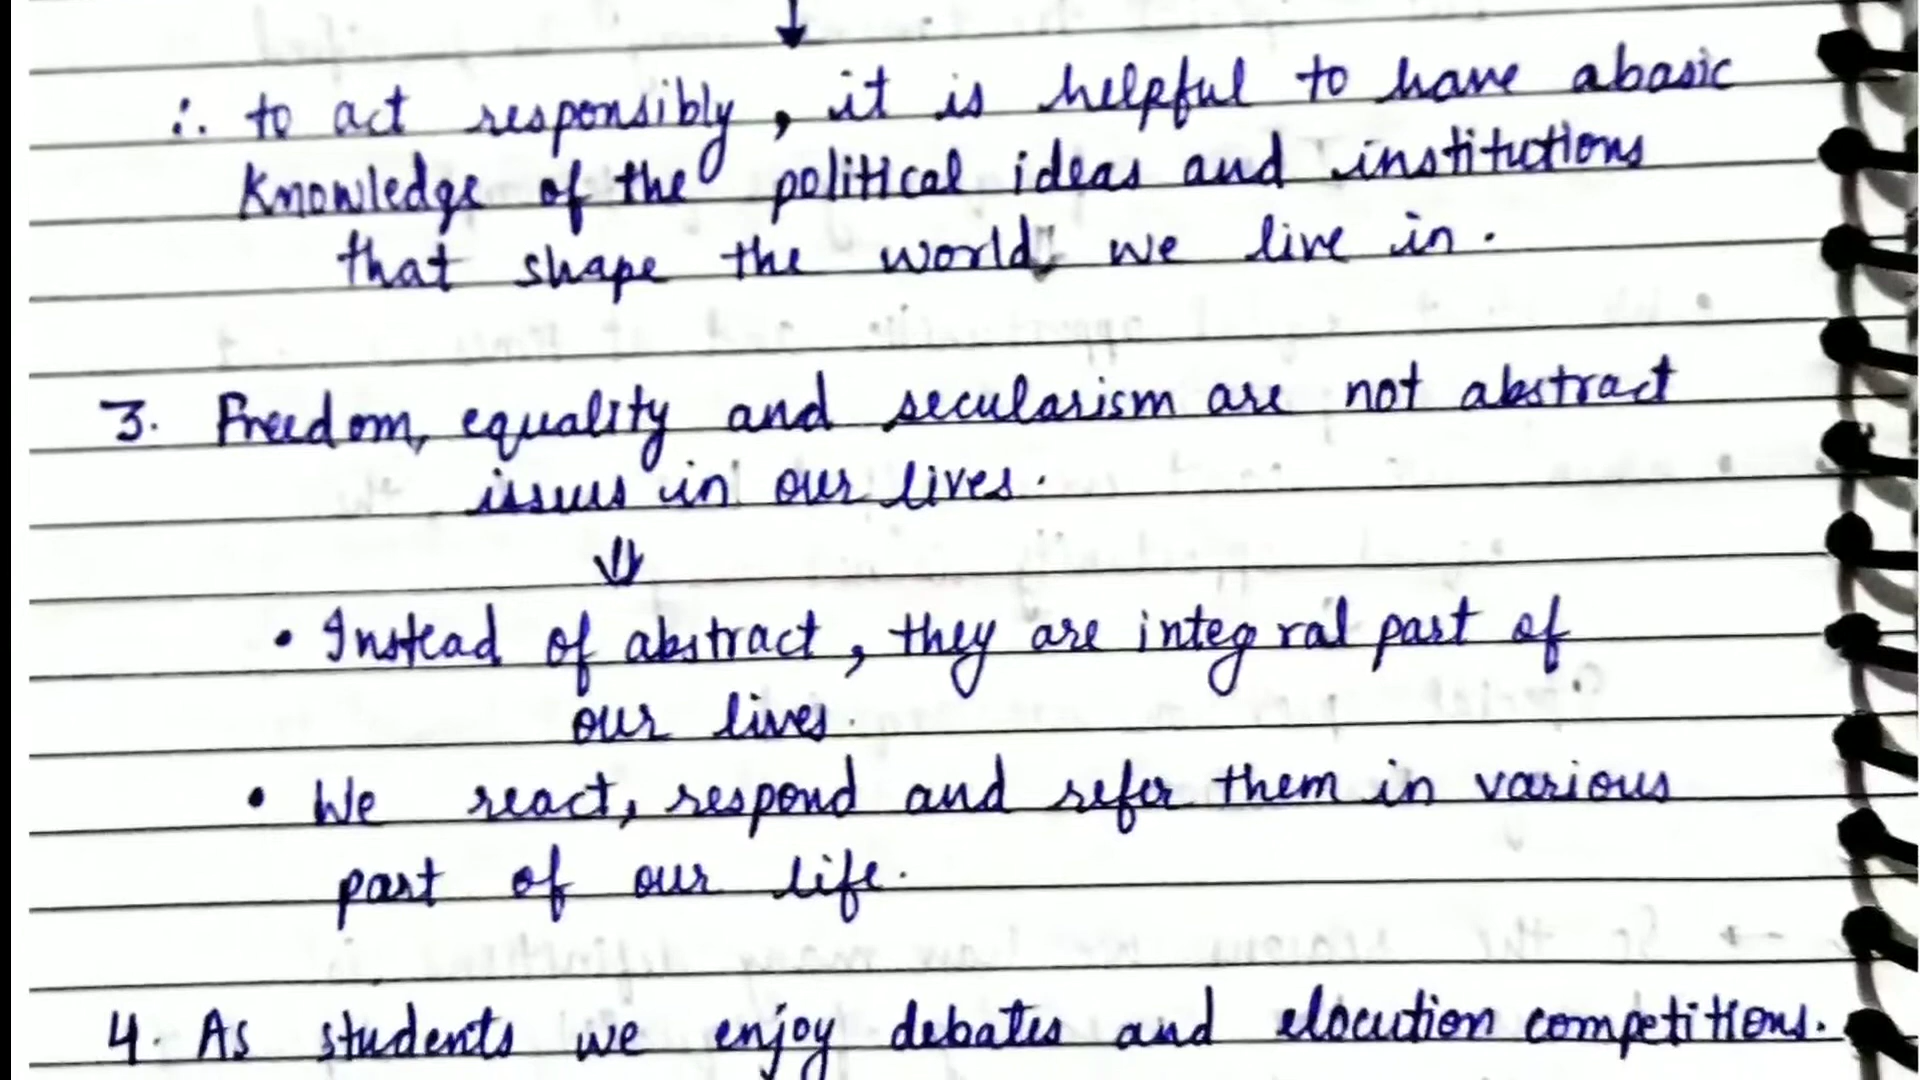 ∴ to act responsibly, it is helpful to have a basic
knowledge of the political ideas and institutions
that shape the world we live in.
3. Freedom, equality and secularism are not abstract
issues in our lives.
• Instead of abstract, they are integral part of
our lives.
• We react, respond and refer them in various
part of our life.
4. As students we enjoy debates and elocution competitions.